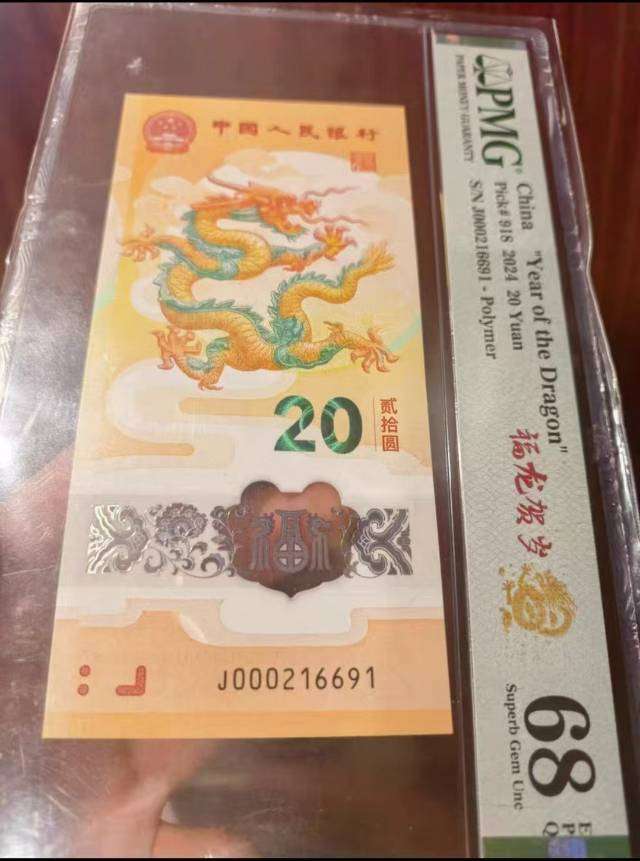 中国人民银行
20
贰拾圆
J000216691
PMG
PAPER MONEY GUARANTY
China "Year of the Dragon"
Pick# 918 2024 20 Yuan
S/N J000216691 - Polymer
福龙贺岁
68
Superb Gem Unc
E
P
Q